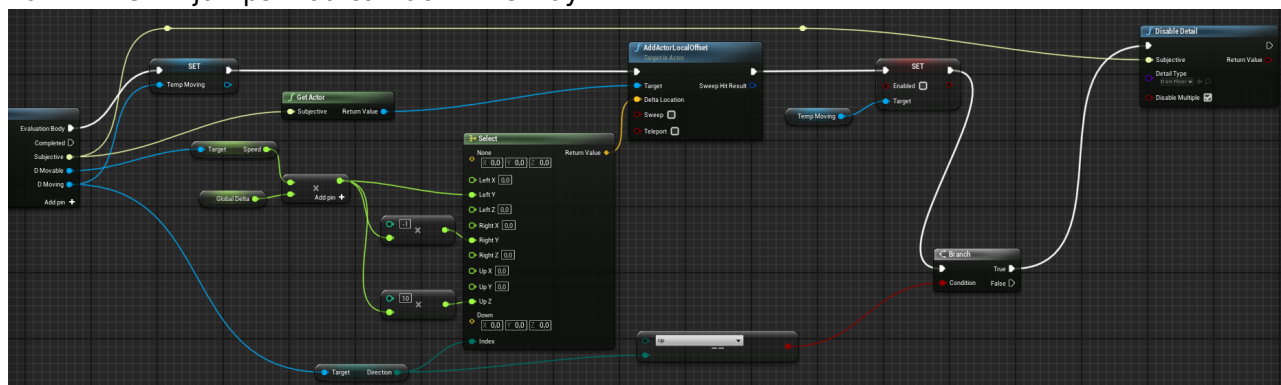 SET
Temp Moving
Evaluation Body
Completed
Subjective
D Movable
D Moving
Add pin +
f Get Actor
Subjective Return Value
Target Speed
Global Delta
×
Add pin +
-1 ×
10 ×
Select
None Return Value
X 0,0 Y 0,0 Z 0,0
Left X 0,0
Left Y
Left Z 0,0
Right X 0,0
Right Y
Right Z 0,0
Up X 0,0
Up Y 0,0
Up Z
Down
X 0,0 Y 0,0 Z 0,0
Index
Target Direction
f AddActorLocalOffset
Target is Actor
Target Sweep Hit Result
Delta Location
Sweep
Teleport
Temp Moving
SET
Enabled
Target
Up ==
Branch
True
Condition False
f Disable Detail
Subjective Return Value
Detail Type
Disable Multiple